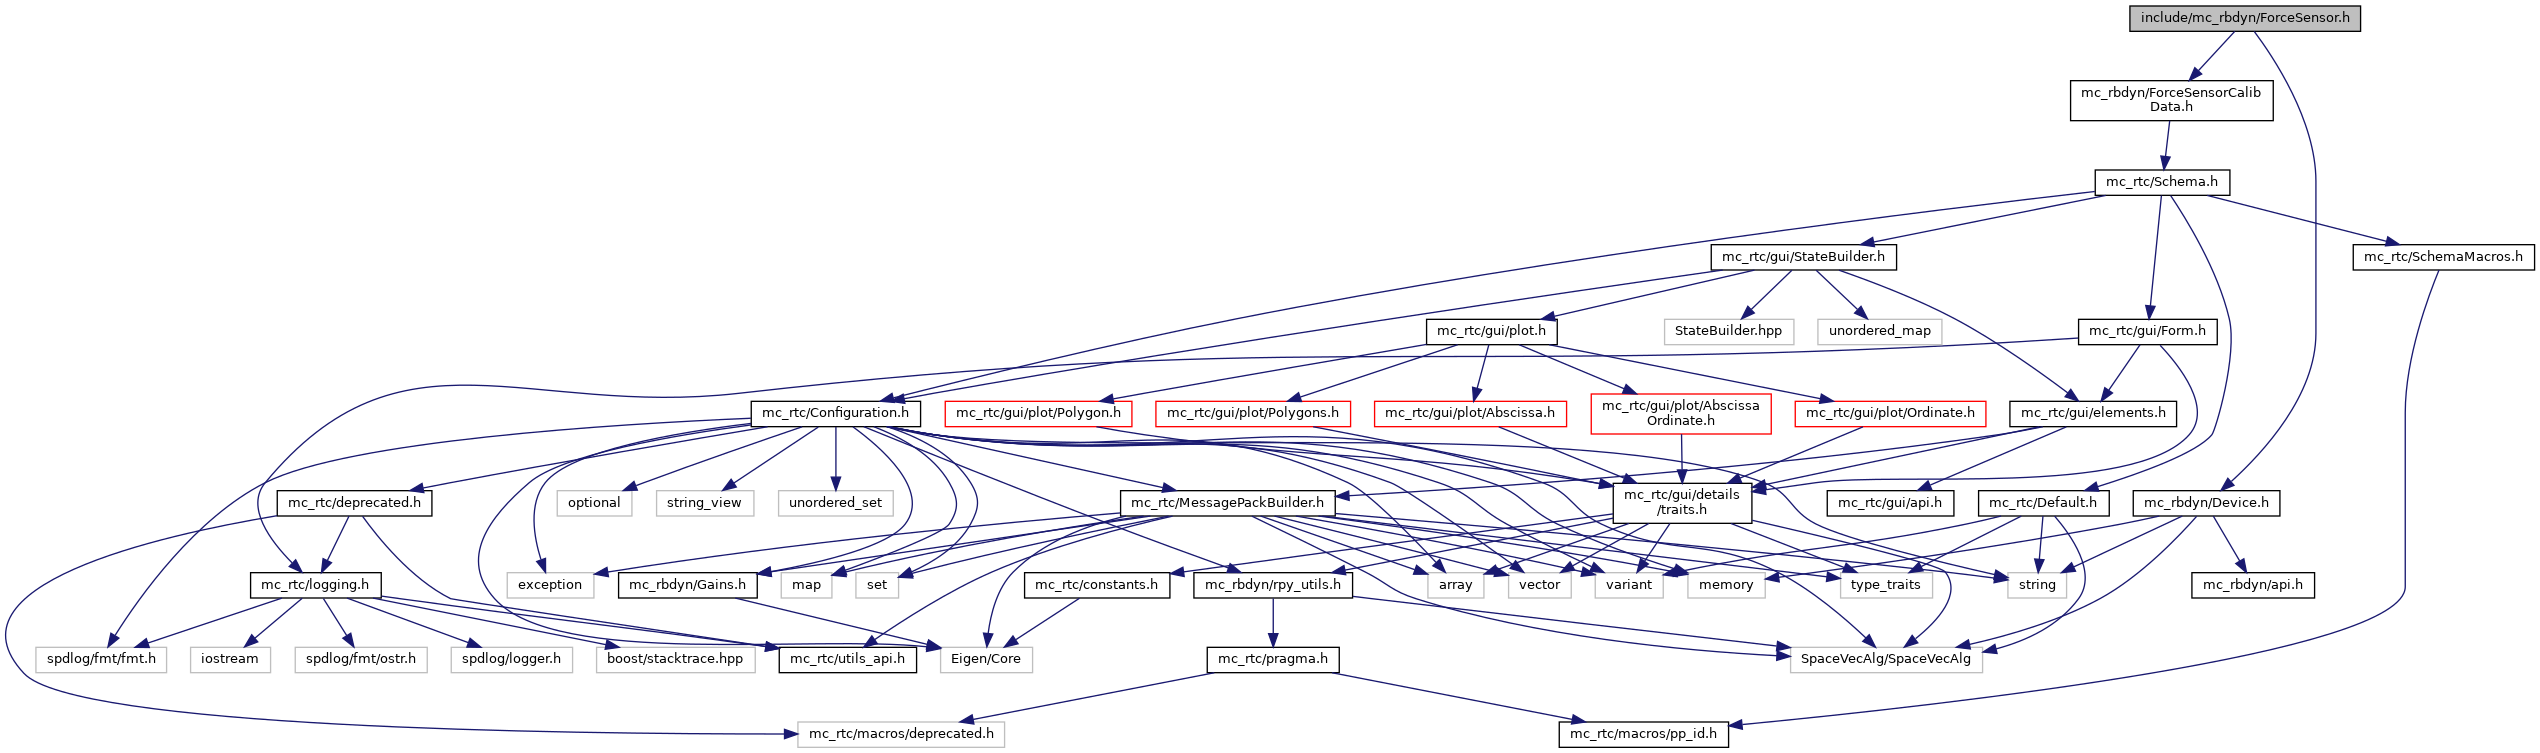 include/mc_rbdyn/ForceSensor.h
mc_rbdyn/ForceSensorCalib
Data.h
mc_rtc/Schema.h
mc_rtc/gui/StateBuilder.h
mc_rtc/SchemaMacros.h
mc_rtc/gui/plot.h
StateBuilder.hpp
unordered_map
mc_rtc/gui/Form.h
mc_rtc/Configuration.h
mc_rtc/gui/plot/Polygon.h
mc_rtc/gui/plot/Polygons.h
mc_rtc/gui/plot/Abscissa.h
mc_rtc/gui/plot/Abscissa
Ordinate.h
mc_rtc/gui/plot/Ordinate.h
mc_rtc/gui/elements.h
mc_rtc/deprecated.h
optional
string_view
unordered_set
mc_rtc/MessagePackBuilder.h
mc_rtc/gui/details
/traits.h
mc_rtc/gui/api.h
mc_rtc/Default.h
mc_rbdyn/Device.h
mc_rtc/logging.h
exception
mc_rbdyn/Gains.h
map
set
mc_rtc/constants.h
mc_rbdyn/rpy_utils.h
array
vector
variant
memory
type_traits
string
mc_rbdyn/api.h
spdlog/fmt/fmt.h
iostream
spdlog/fmt/ostr.h
spdlog/logger.h
boost/stacktrace.hpp
mc_rtc/utils_api.h
Eigen/Core
mc_rtc/pragma.h
SpaceVecAlg/SpaceVecAlg
mc_rtc/macros/deprecated.h
mc_rtc/macros/pp_id.h